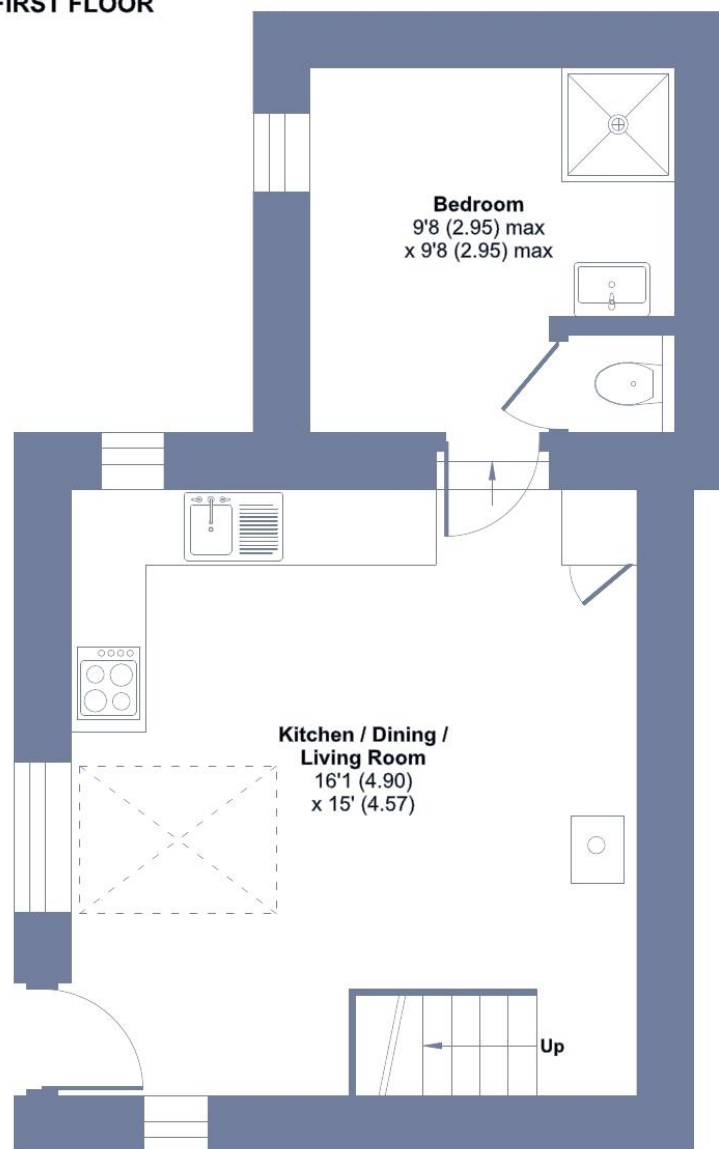 FIRST FLOOR
Bedroom
9'8 (2.95) max
x 9'8 (2.95) max
Kitchen / Dining /
Living Room
16'1 (4.90)
x 15' (4.57)
Up